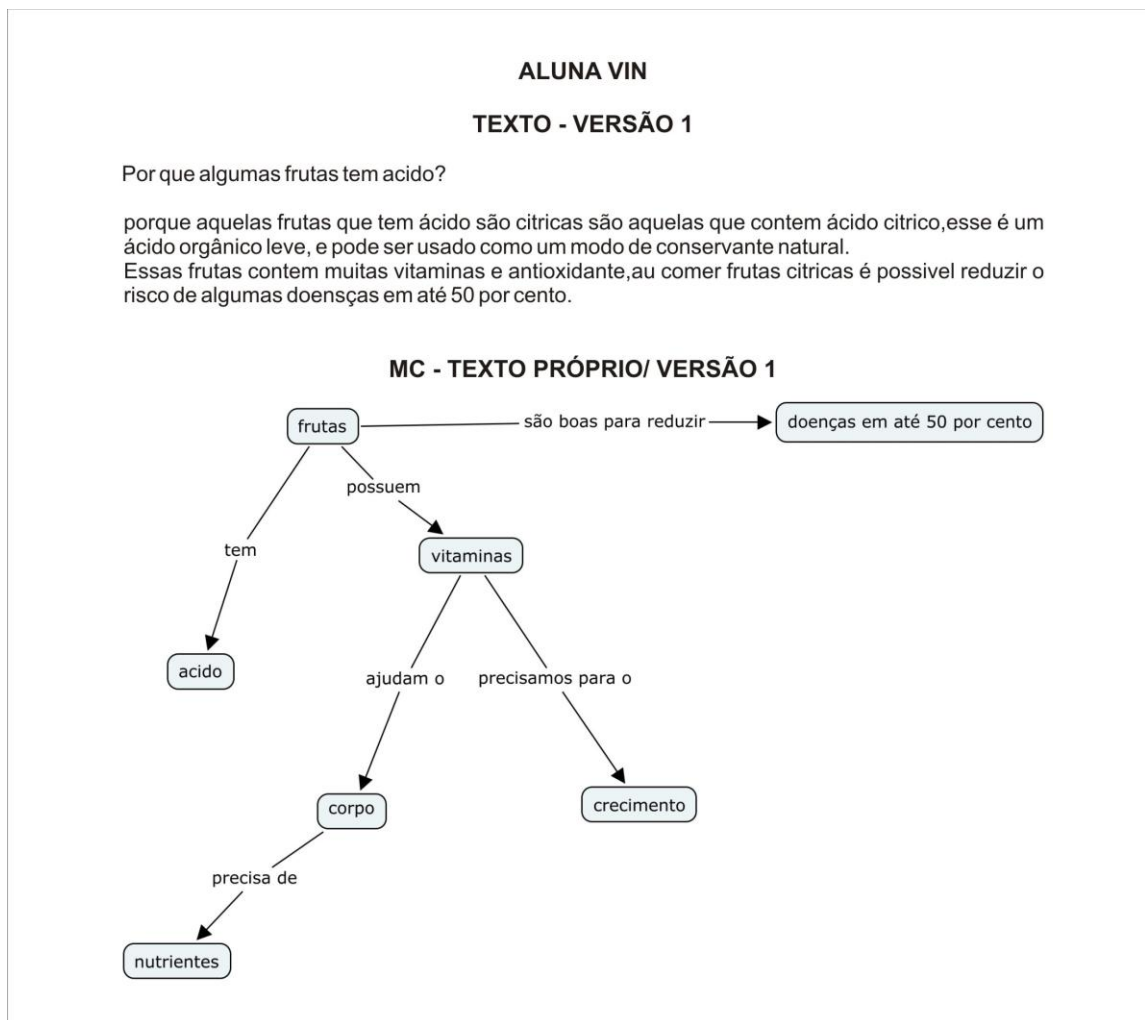 ALUNA VIN
TEXTO - VERSÃO 1
Por que algumas frutas tem acido?
porque aquelas frutas que tem ácido são citricas são aquelas que contem ácido citrico,esse é um
ácido orgânico leve, e pode ser usado como um modo de conservante natural.
Essas frutas contem muitas vitaminas e antioxidante,au comer frutas citricas é possivel reduzir o
risco de algumas doensças em até 50 por cento.
MC - TEXTO PRÓPRIO/ VERSÃO 1
frutas
são boas para reduzir
doenças em até 50 por cento
possuem
tem
vitaminas
acido
ajudam o
precisamos para o
corpo
crecimento
precisa de
nutrientes